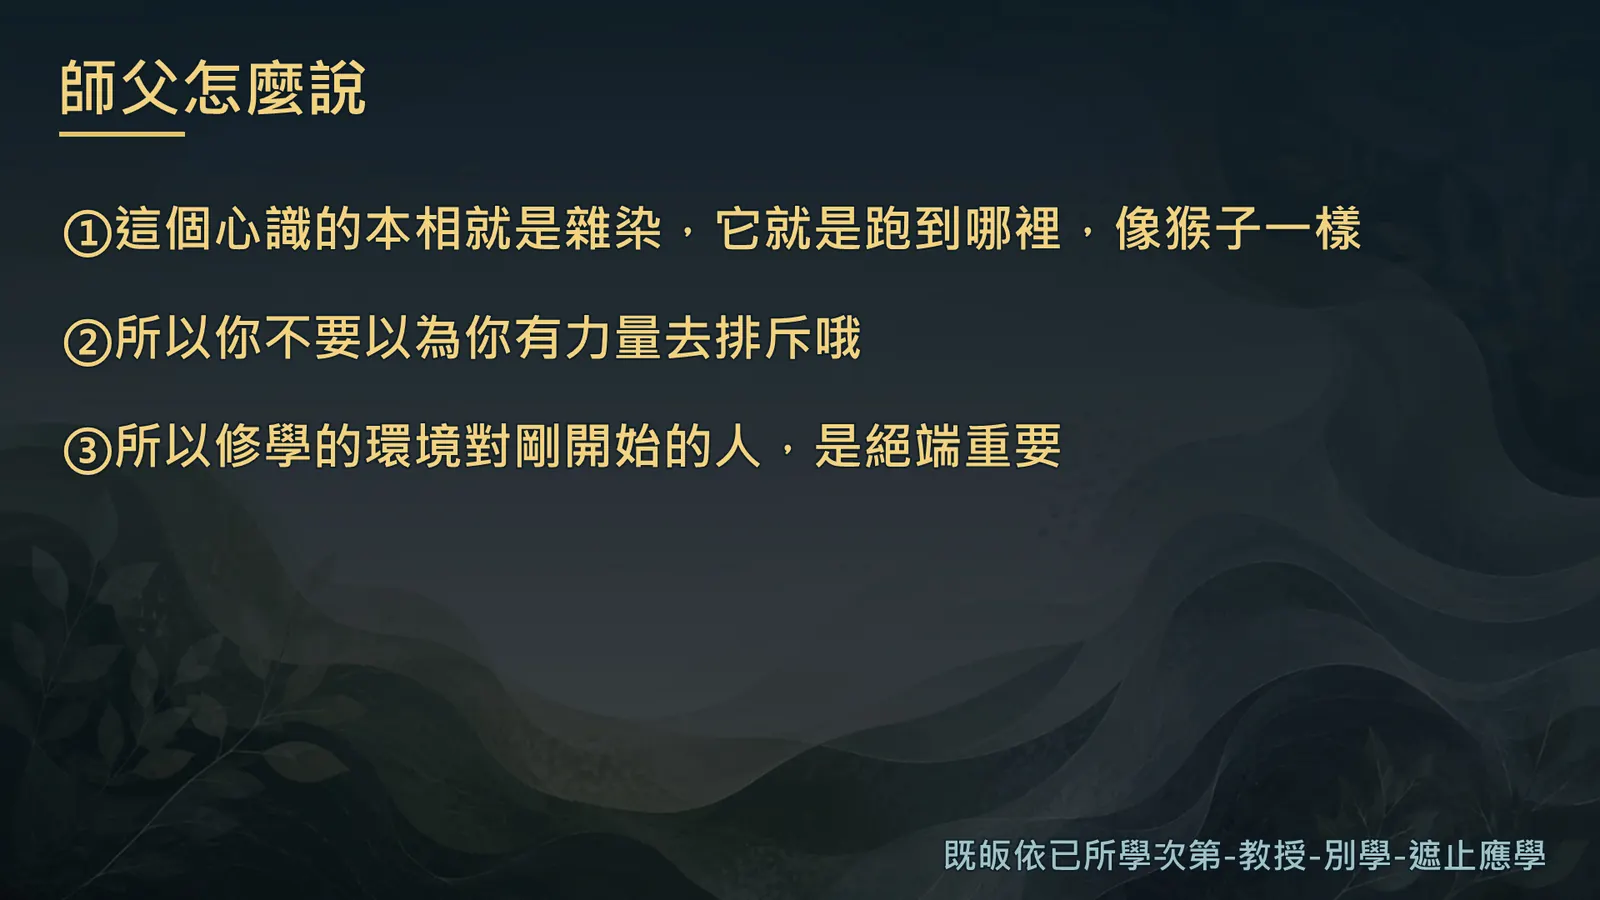 師父怎麼說
①這個心識的本相就是雜染，它就是跑到哪裡，像猴子一樣
②所以你不要以為你有力量去排斥哦
③所以修學的環境對剛開始的人，是絕端重要
既皈依已所學次第-教授-別學-遮止應學